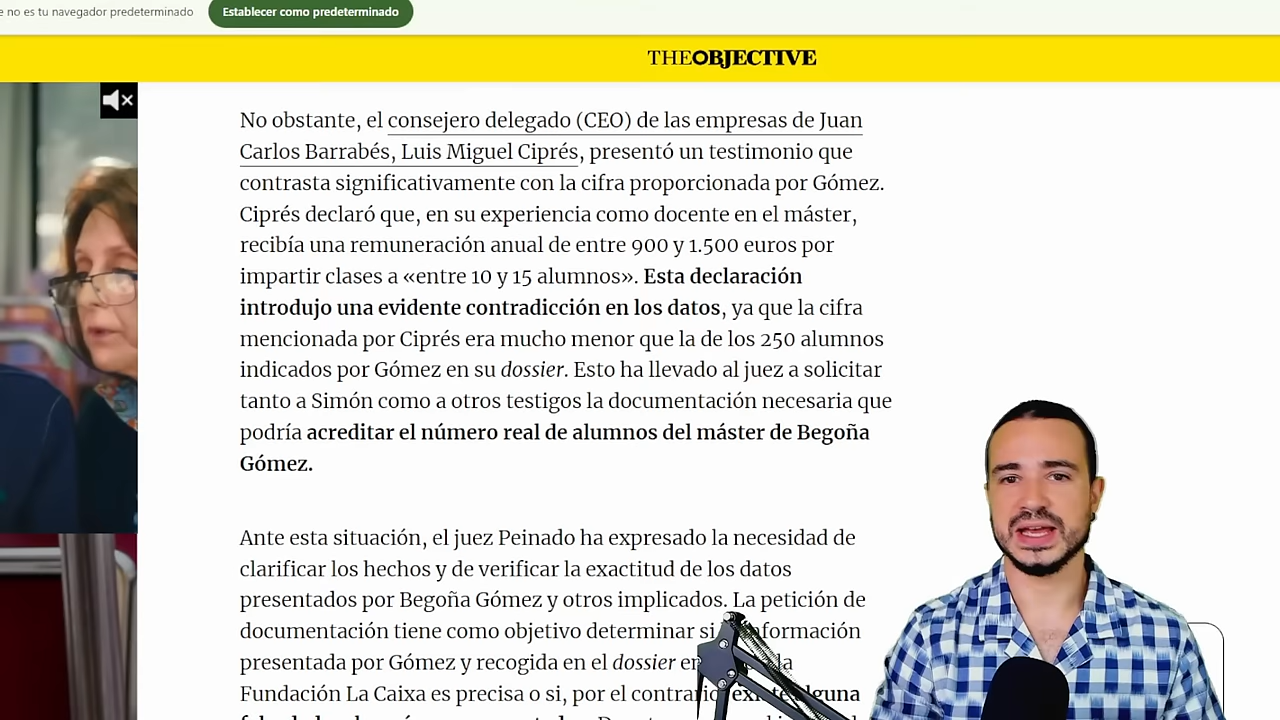 no es tu navegador predeterminado
Establecer como predeterminado
THEOBJECTIVE
No obstante, el consejero delegado (CEO) de las empresas de Juan
Carlos Barrabés, Luis Miguel Ciprés, presentó un testimonio que
contrasta significativamente con la cifra proporcionada por Gómez.
Ciprés declaró que, en su experiencia como docente en el máster,
recibía una remuneración anual de entre 900 y 1.500 euros por
impartir clases a «entre 10 y 15 alumnos». Esta declaración
introdujo una evidente contradicción en los datos, ya que la cifra
mencionada por Ciprés era mucho menor que la de los 250 alumnos
indicados por Gómez en su dossier. Esto ha llevado al juez a solicitar
tanto a Simón como a otros testigos la documentación necesaria que
podría acreditar el número real de alumnos del máster de Begoña
Gómez.
Ante esta situación, el juez Peinado ha expresado la necesidad de
clarificar los hechos y de verificar la exactitud de los datos
presentados por Begoña Gómez y otros implicados. La petición de
documentación tiene como objetivo determinar si información
presentada por Gómez y recogida en el dossier la
Fundación La Caixa es precisa o si, por el contrario,